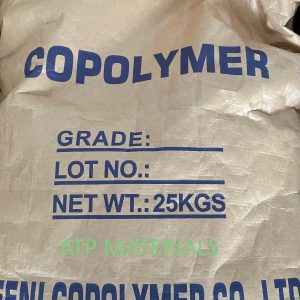 COPOLYMER
GRADE:
LOT NO.:
NET WT.: 25KGS
ATP MATERIALS
COPOLYMER CO., LTD